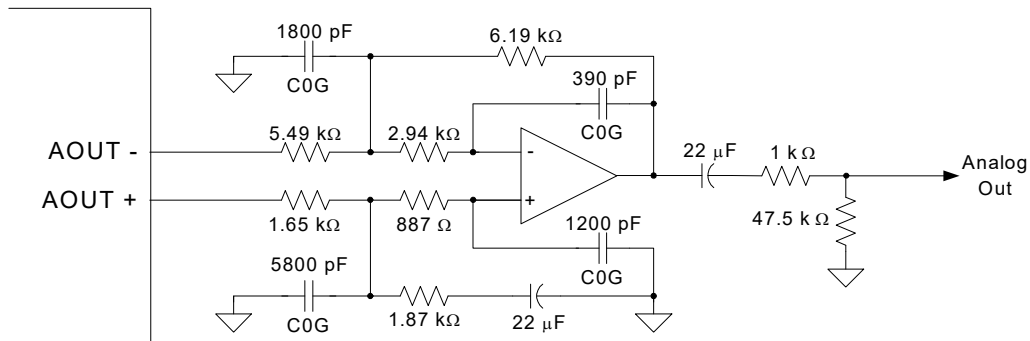 1800 pF
C0G
6.19 kΩ
390 pF
C0G
AOUT -
5.49 kΩ
2.94 kΩ
-
22 µF
1 kΩ
Analog
Out
AOUT +
1.65 kΩ
887 Ω
+
47.5 kΩ
1200 pF
C0G
5800 pF
C0G
1.87 kΩ
22 µF